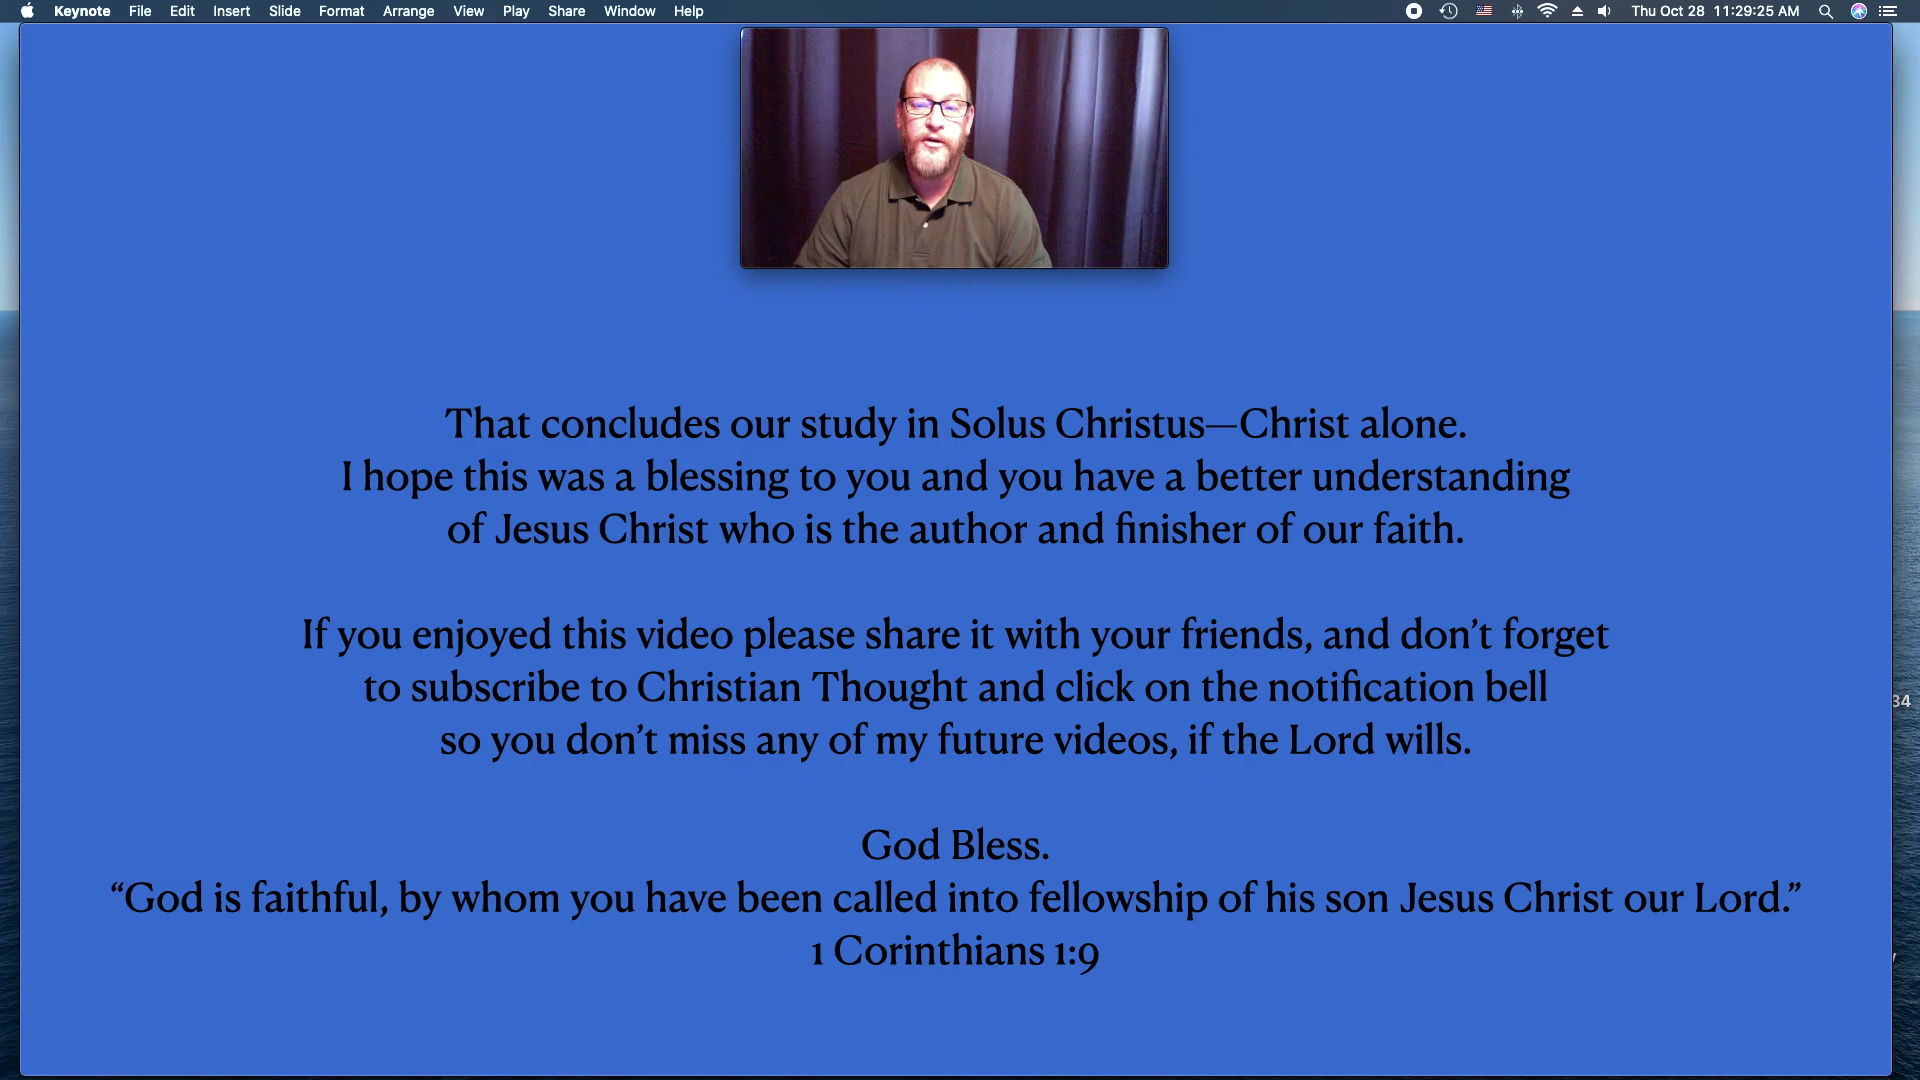 Keynote File Edit Insert Slide Format Arrange View Play Share Window Help Thu Oct 28 11:29:25 AM
That concludes our study in Solus Christus—Christ alone.
I hope this was a blessing to you and you have a better understanding
of Jesus Christ who is the author and finisher of our faith.
If you enjoyed this video please share it with your friends, and don’t forget
to subscribe to Christian Thought and click on the notification bell
so you don’t miss any of my future videos, if the Lord wills.
God Bless.
“God is faithful, by whom you have been called into fellowship of his son Jesus Christ our Lord.”
1 Corinthians 1:9